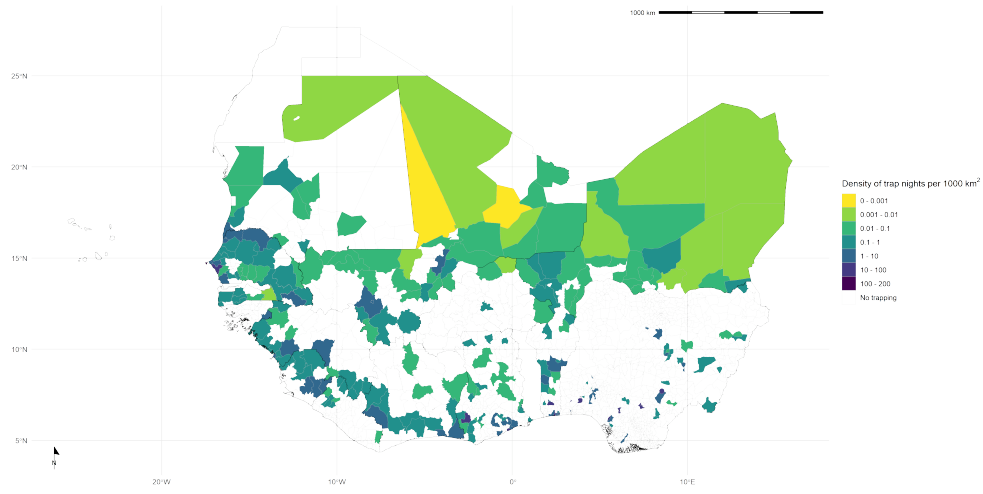 1000 km
25°N
20°N
15°N
10°N
5°N
N
20°W
10°W
0°
10°E
Density of trap nights per 1000 km²
0 - 0.001
0.001 - 0.01
0.01 - 0.1
0.1 - 1
1 - 10
10 - 100
100 - 200
No trapping